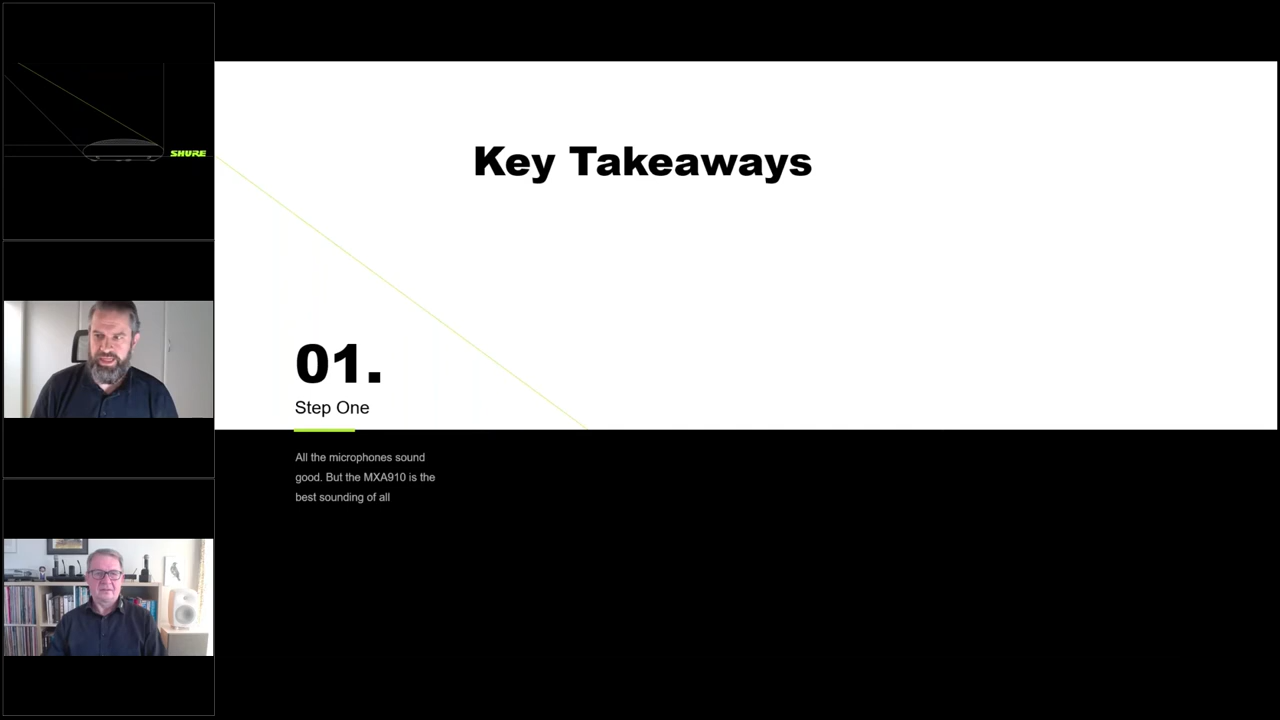 SHURE
Key Takeaways
01.
Step One
All the microphones sound
good. But the MXA910 is the
best sounding of all